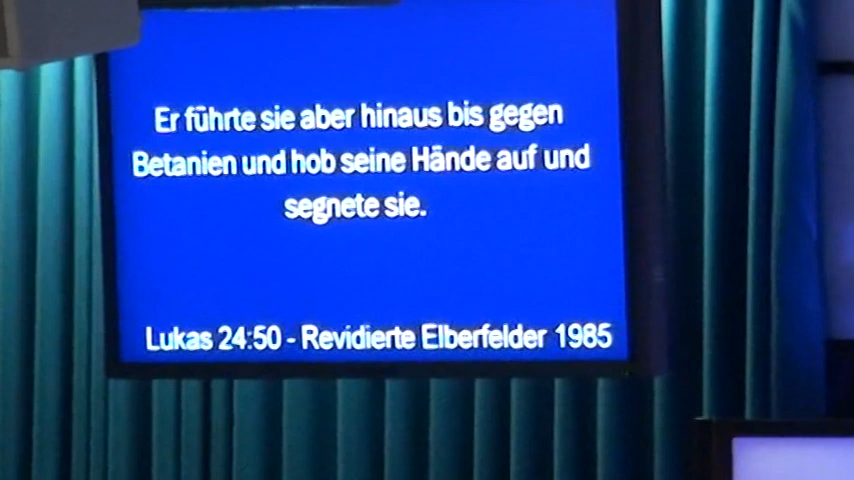 Er führte sie aber hinaus bis gegen
Betanien und hob seine Hände auf und
segnete sie.
Lukas 24:50 - Revidierte Elberfelder 1985